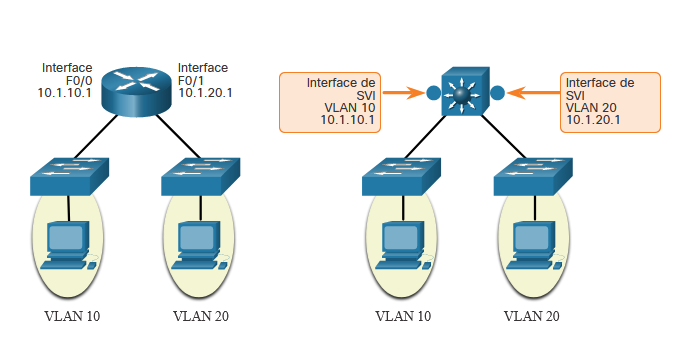 Interface
F0/0
10.1.10.1
Interface
F0/1
10.1.20.1
VLAN 10
VLAN 20
Interface de
SVI
VLAN 10
10.1.10.1
Interface de
SVI
VLAN 20
10.1.20.1
VLAN 10
VLAN 20